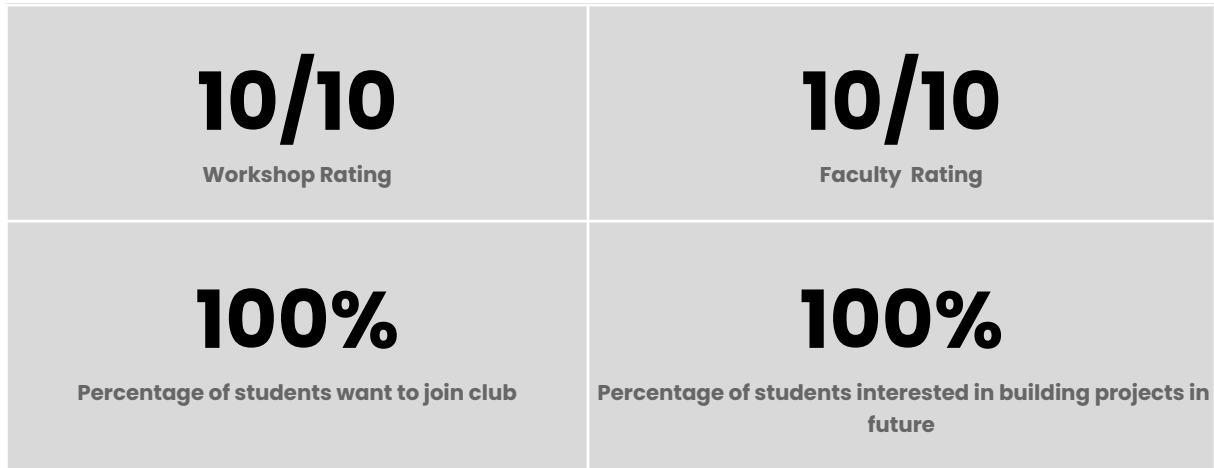 10/10
Workshop Rating
10/10
Faculty  Rating
100%
Percentage of students want to join club
100%
Percentage of students interested in building projects in
future